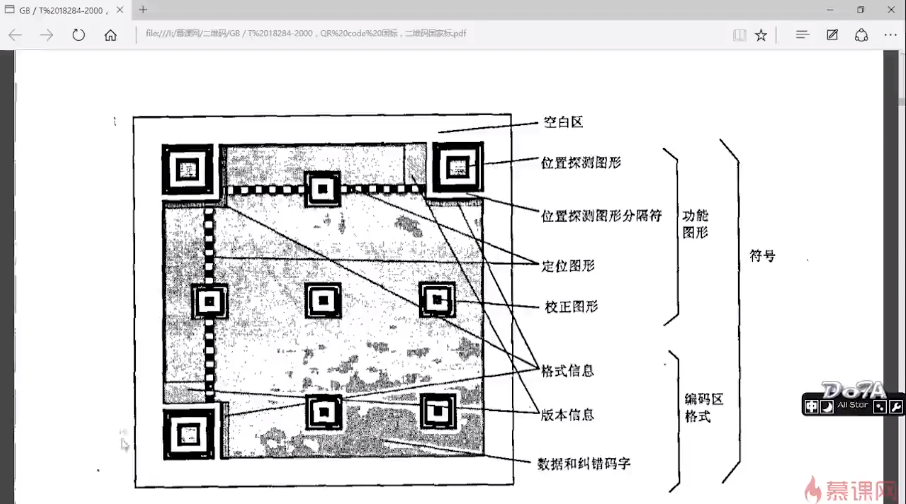 GB / T%2018284-2000，
file:///I:/慕课网/二维码/GB / T%2018284-2000，QR%20code%20国标，二维码国家标.pdf
空白区
位置探测图形
位置探测图形分隔符
功能
图形
定位图形
校正图形
符号
格式信息
版本信息
编码区
格式
数据和纠错码字
DotA
All Star
中
慕课网